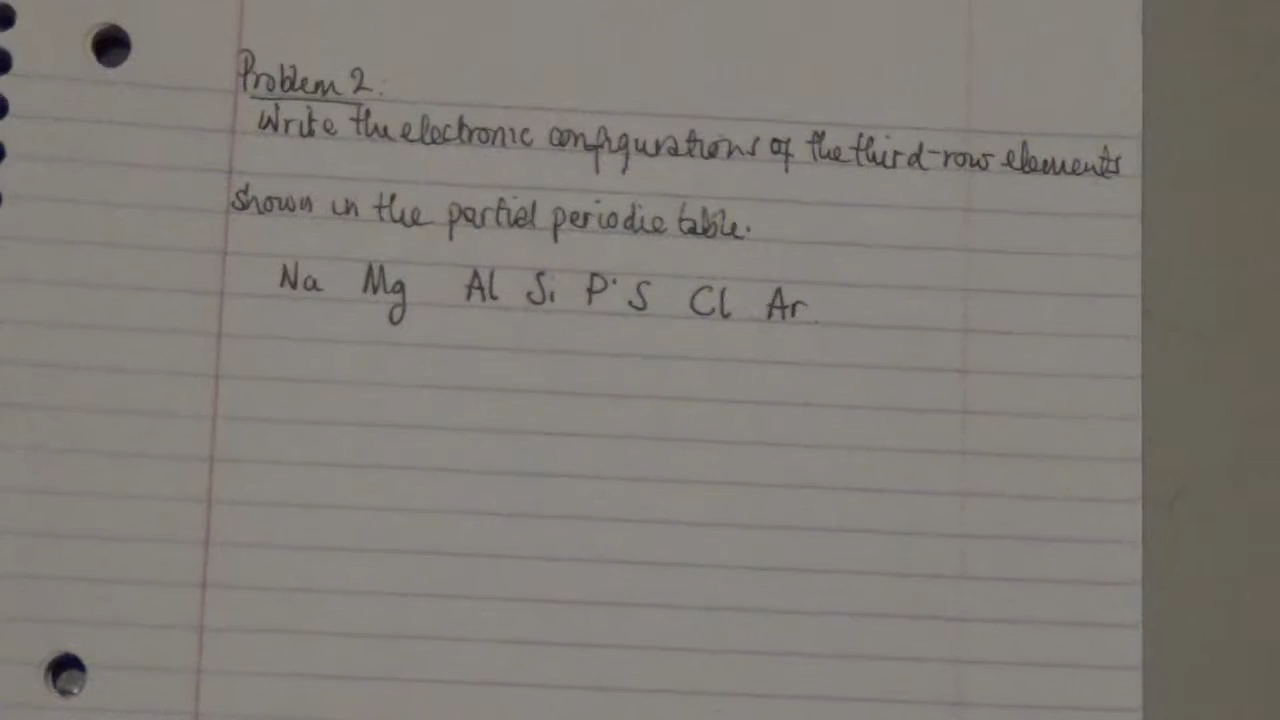 Problem 2.
Write the electronic configurations of the third-row elements
shown in the partial periodic table.
Na Mg Al Si P S Cl Ar